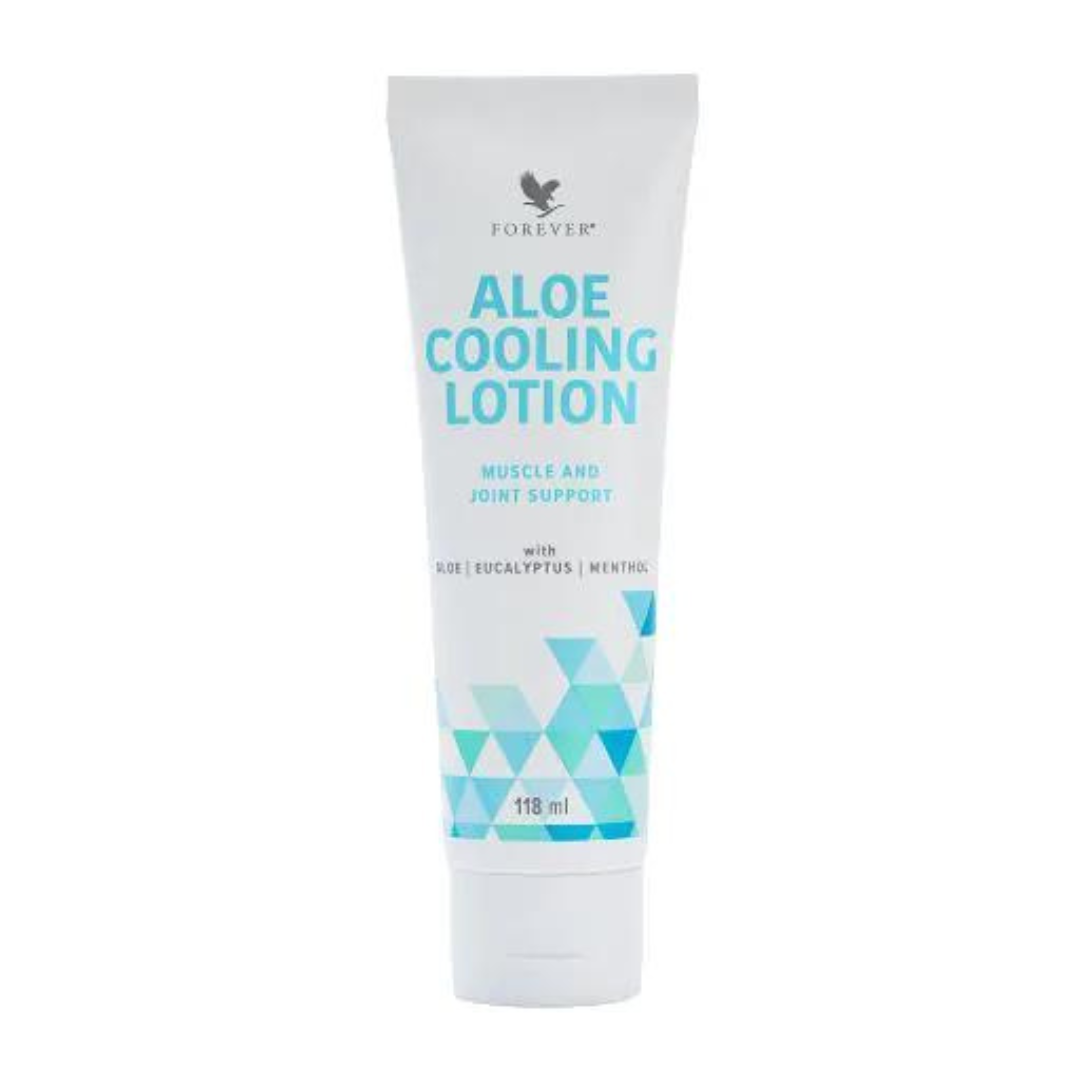 FOREVER®
ALOE
COOLING
LOTION
MUSCLE AND
JOINT SUPPORT
with
ALOE | EUCALYPTUS | MENTHOL
118 ml